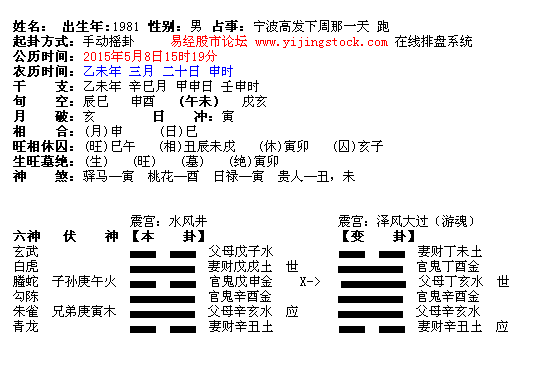 姓名： 出生年:1981 性别：男 占事：宁波高发下周那一天 跑
起卦方式：手动摇卦 易经股市论坛 www.yijingstock.com 在线排盘系统
公历时间：2015年5月8日15时19分
农历时间：乙未年 三月 二十日 申时
干 支：乙未年 辛巳月 甲申日 壬申时
旬 空：辰巳 申酉 (午未) 戌亥
月 破：亥 日 冲：寅
相 合：(月)申 (日)巳
旺相休囚：(旺)巳午 (相)丑辰未戌 (休)寅卯 (囚)亥子
生旺墓绝：(生) (旺) (墓) (绝)寅卯
神 煞：驿马—寅 桃花—酉 日禄—寅 贵人—丑，未
震宫：水风井 震宫：泽风大过（游魂）
六神 伏 神 【本 卦】 【变 卦】
玄武 父母戊子水 妻财丁未土
白虎 妻财戊戌土 世 官鬼丁酉金
螣蛇 子孙庚午火 官鬼戊申金 X-> 父母丁亥水 世
勾陈 官鬼辛酉金 官鬼辛酉金
朱雀 兄弟庚寅木 父母辛亥水 应 父母辛亥水
青龙 妻财辛丑土 妻财辛丑土 应